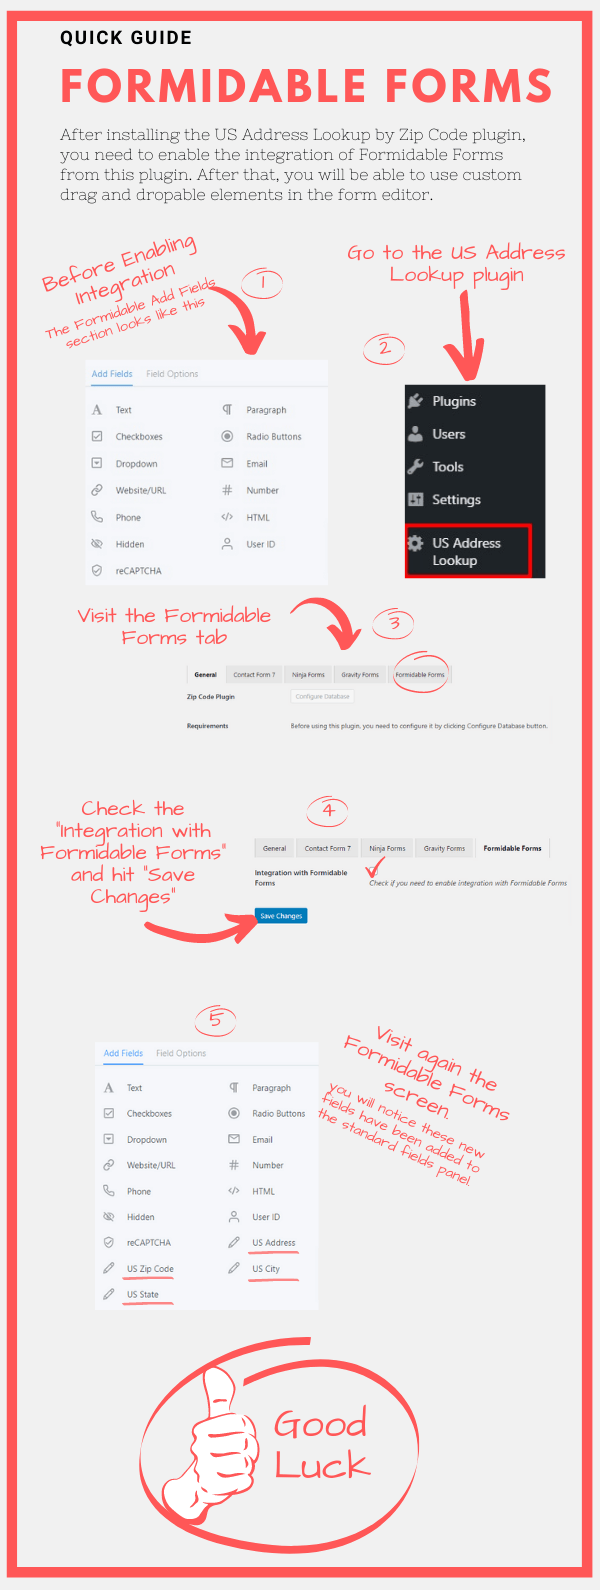 QUICK GUIDE
FORMIDABLE FORMS
After installing the US Address Lookup by Zip Code plugin,
you need to enable the integration of Formidable Forms
from this plugin. After that, you will be able to use custom
drag and dropable elements in the form editor.
Before Enabling
Integration
The Formidable Add Fields
section looks like this
1
Add Fields Field Options
Text Paragraph
Checkboxes Radio Buttons
Dropdown Email
Website/URL Number
Phone HTML
Hidden User ID
reCAPTCHA
Go to the US Address
Lookup plugin
2
Plugins
Users
Tools
Settings
US Address
Lookup
Visit the Formidable
Forms tab
3
General Contact Form 7 Ninja Forms Gravity Forms Formidable Forms
Zip Code Plugin Configure Database
Requirements Before using this plugin, you need to configure it by clicking Configure Database button.
Check the
"Integration with
Formidable Forms"
and hit "Save
Changes"
4
General Contact Form 7 Ninja Forms Gravity Forms Formidable Forms
Integration with Formidable
Forms
Check if you need to enable integration with Formidable Forms
Save Changes
5
Add Fields Field Options
Text Paragraph
Checkboxes Radio Buttons
Dropdown Email
Website/URL Number
Phone HTML
Hidden User ID
reCAPTCHA US Address
US Zip Code US City
US State
Visit again the
Formidable Forms
screen.
you will notice these new
fields have been added to
the standard fields panel.
Good
Luck